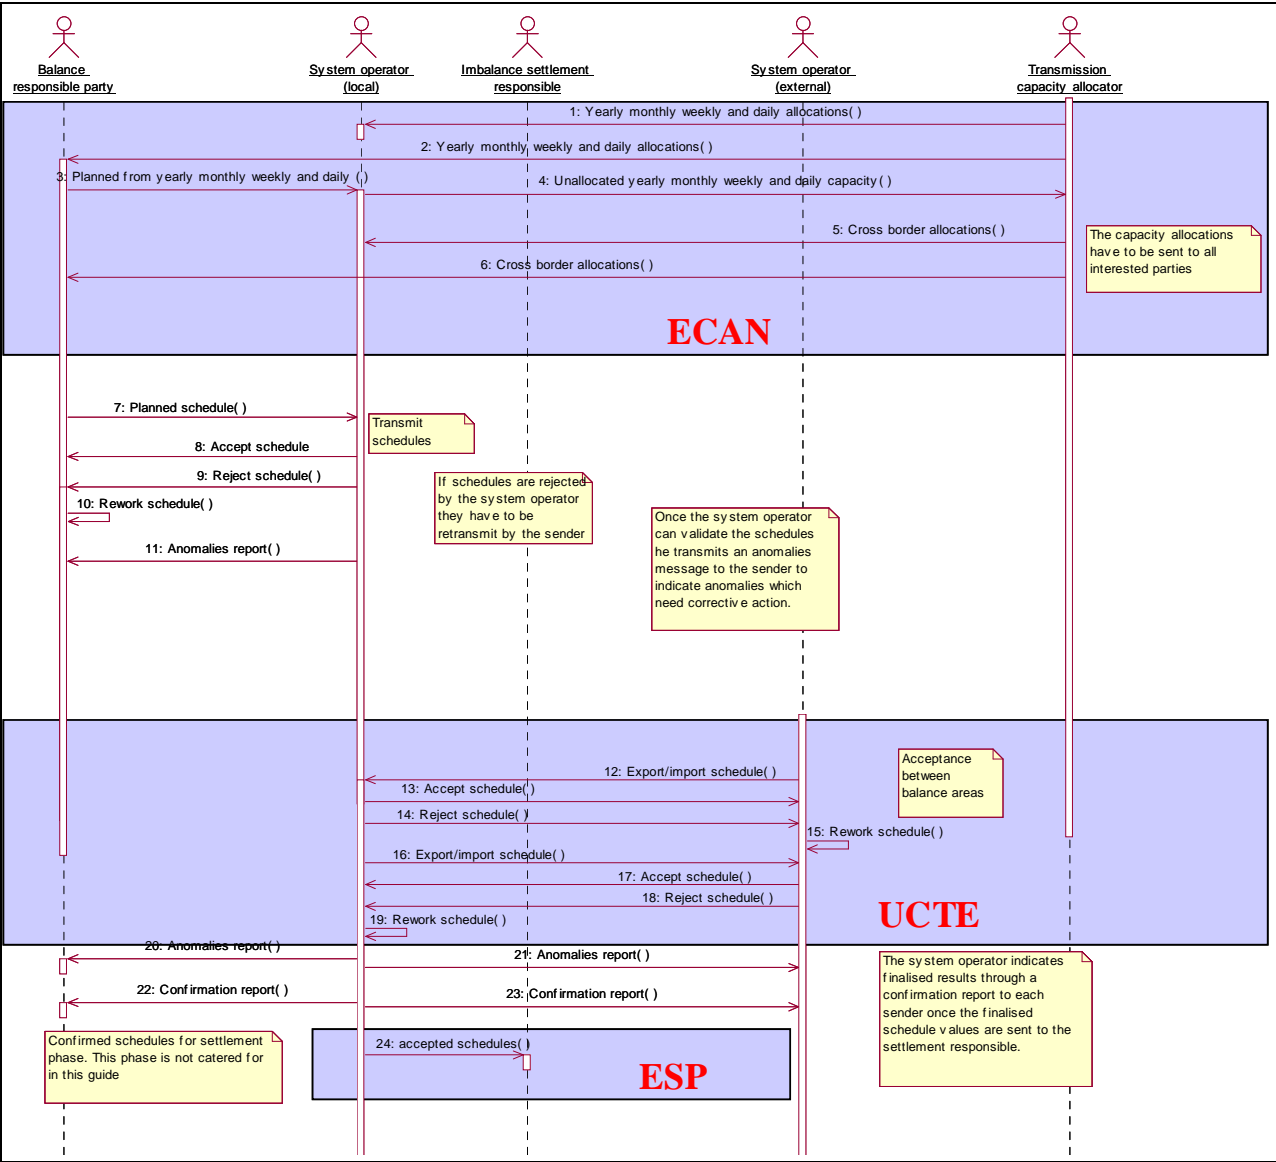 Balance
responsible party
System operator
(local)
Imbalance settlement
responsible
System operator
(external)
Transmission
capacity allocator
1: Yearly monthly weekly and daily allocations( )
2: Yearly monthly weekly and daily allocations( )
3: Planned from yearly monthly weekly and daily ( )
4: Unallocated yearly monthly weekly and daily capacity( )
5: Cross border allocations( )
The capacity allocations
have to be sent to all
interested parties
6: Cross border allocations( )
ECAN
7: Planned schedule( )
Transmit
schedules
8: Accept schedule
9: Reject schedule( )
If schedules are rejected
by the system operator
they have to be
retransmit by the sender
10: Rework schedule( )
Once the system operator
can validate the schedules
he transmits an anomalies
message to the sender to
indicate anomalies which
need corrective action.
11: Anomalies report( )
Acceptance
between
balance areas
12: Export/import schedule( )
13: Accept schedule( )
14: Reject schedule( )
15: Rework schedule( )
16: Export/import schedule( )
17: Accept schedule( )
18: Reject schedule( )
UCTE
19: Rework schedule( )
20: Anomalies report( )
21: Anomalies report( )
The system operator indicates
finalised results through a
confirmation report to each
sender once the finalised
schedule values are sent to the
settlement responsible.
22: Confirmation report( )
23: Confirmation report( )
Confirmed schedules for settlement
phase. This phase is not catered for
in this guide
24: accepted schedules( )
ESP